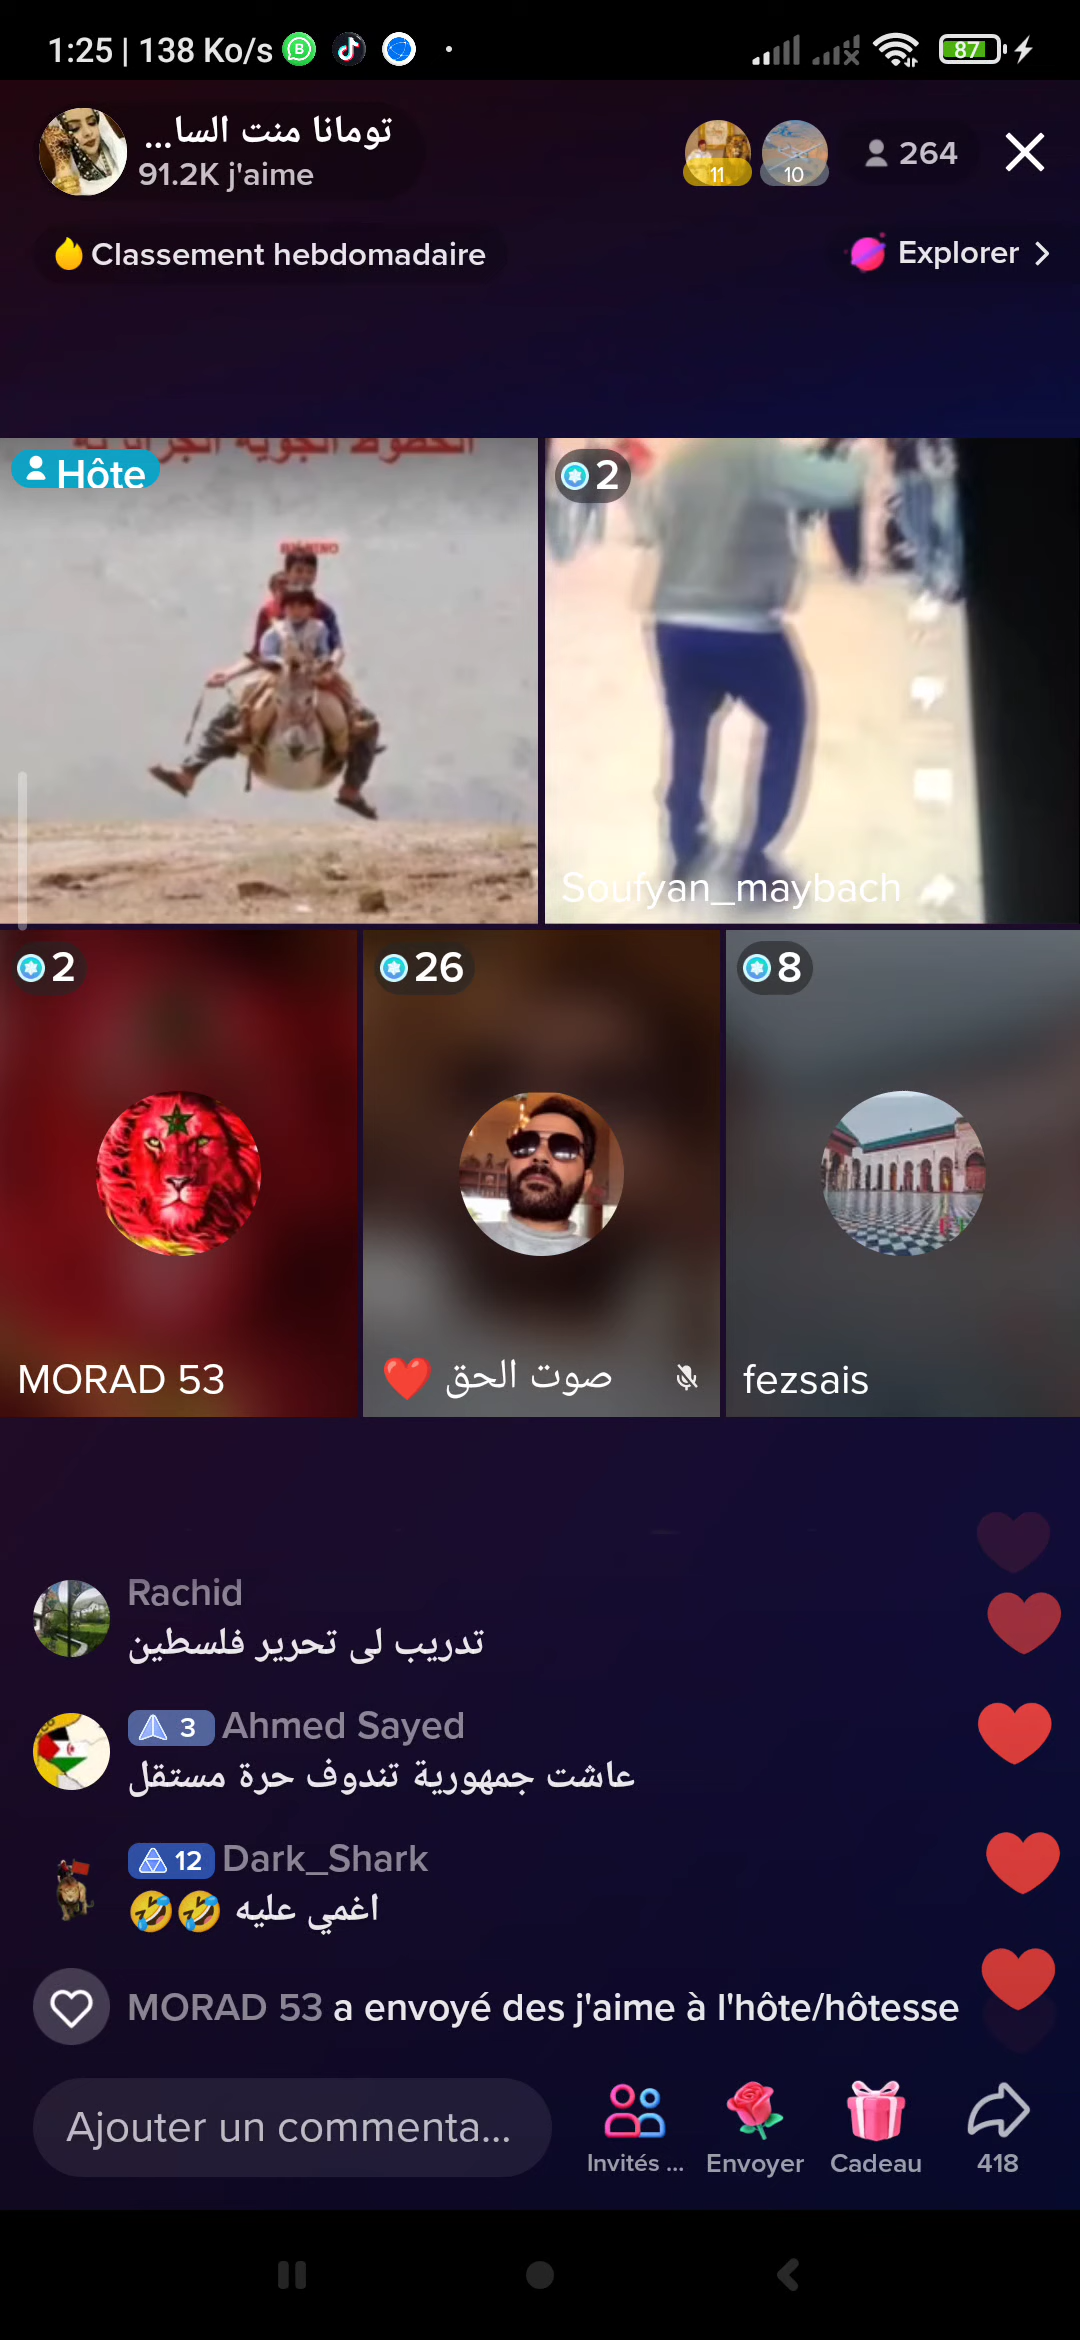 1:25 | 138 Ko/s
87
تومانا منت السا...
91.2K j'aime
11
10
264
Classement hebdomadaire
Explorer
الخطوط الجوية الجزائرية
Hôte
2
Soufyan_maybach
2
26
8
MORAD 53
صوت الحق ❤️
fezsais
Rachid
تدريب لى تحرير فلسطين
3 Ahmed Sayed
عاشت جمهورية تندوف حرة مستقل
12 Dark_Shark
اغمي عليه 🤣🤣
MORAD 53 a envoyé des j'aime à l'hôte/hôtesse
Ajouter un commenta...
Invités ...
Envoyer
Cadeau
418